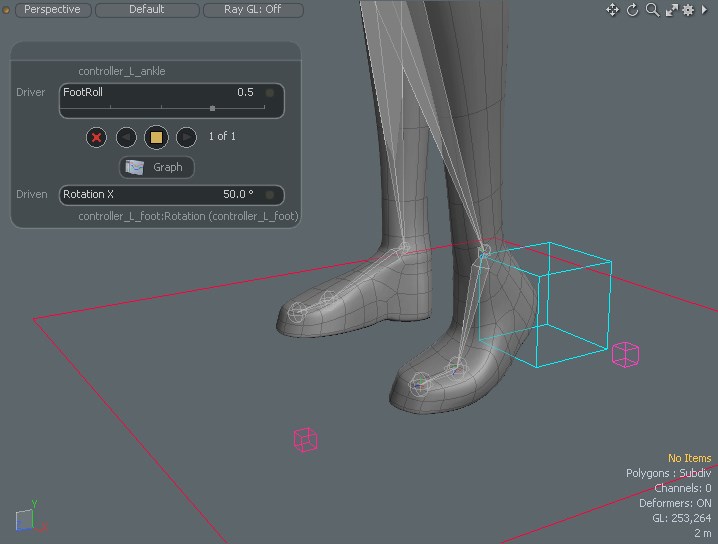 Perspective
Default
Ray GL: Off
controller_L_ankle
Driver
FootRoll
0.5
1 of 1
Graph
Driven
Rotation X
50.0 °
controller_L_foot:Rotation (controller_L_foot)
No Items
Polygons : Subdiv
Channels: 0
Deformers: ON
GL: 253,264
2 m
Y